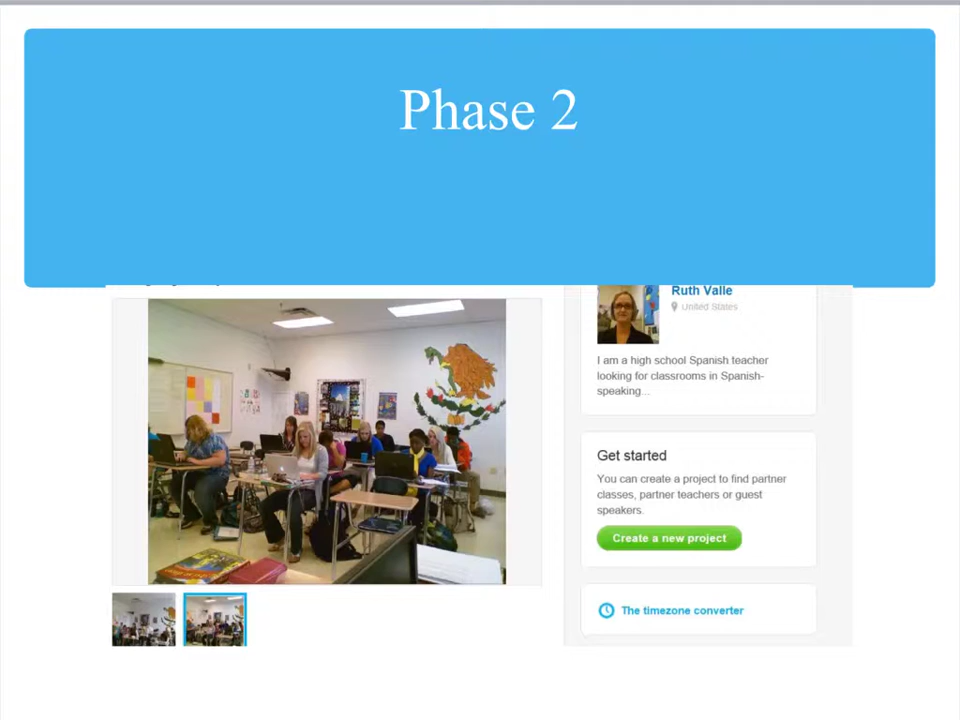 Phase 2
Ruth Valle
United States
I am a high school Spanish teacher
looking for classrooms in Spanish-
speaking...
Get started
You can create a project to find partner
classes, partner teachers or guest
speakers.
Create a new project
The timezone converter